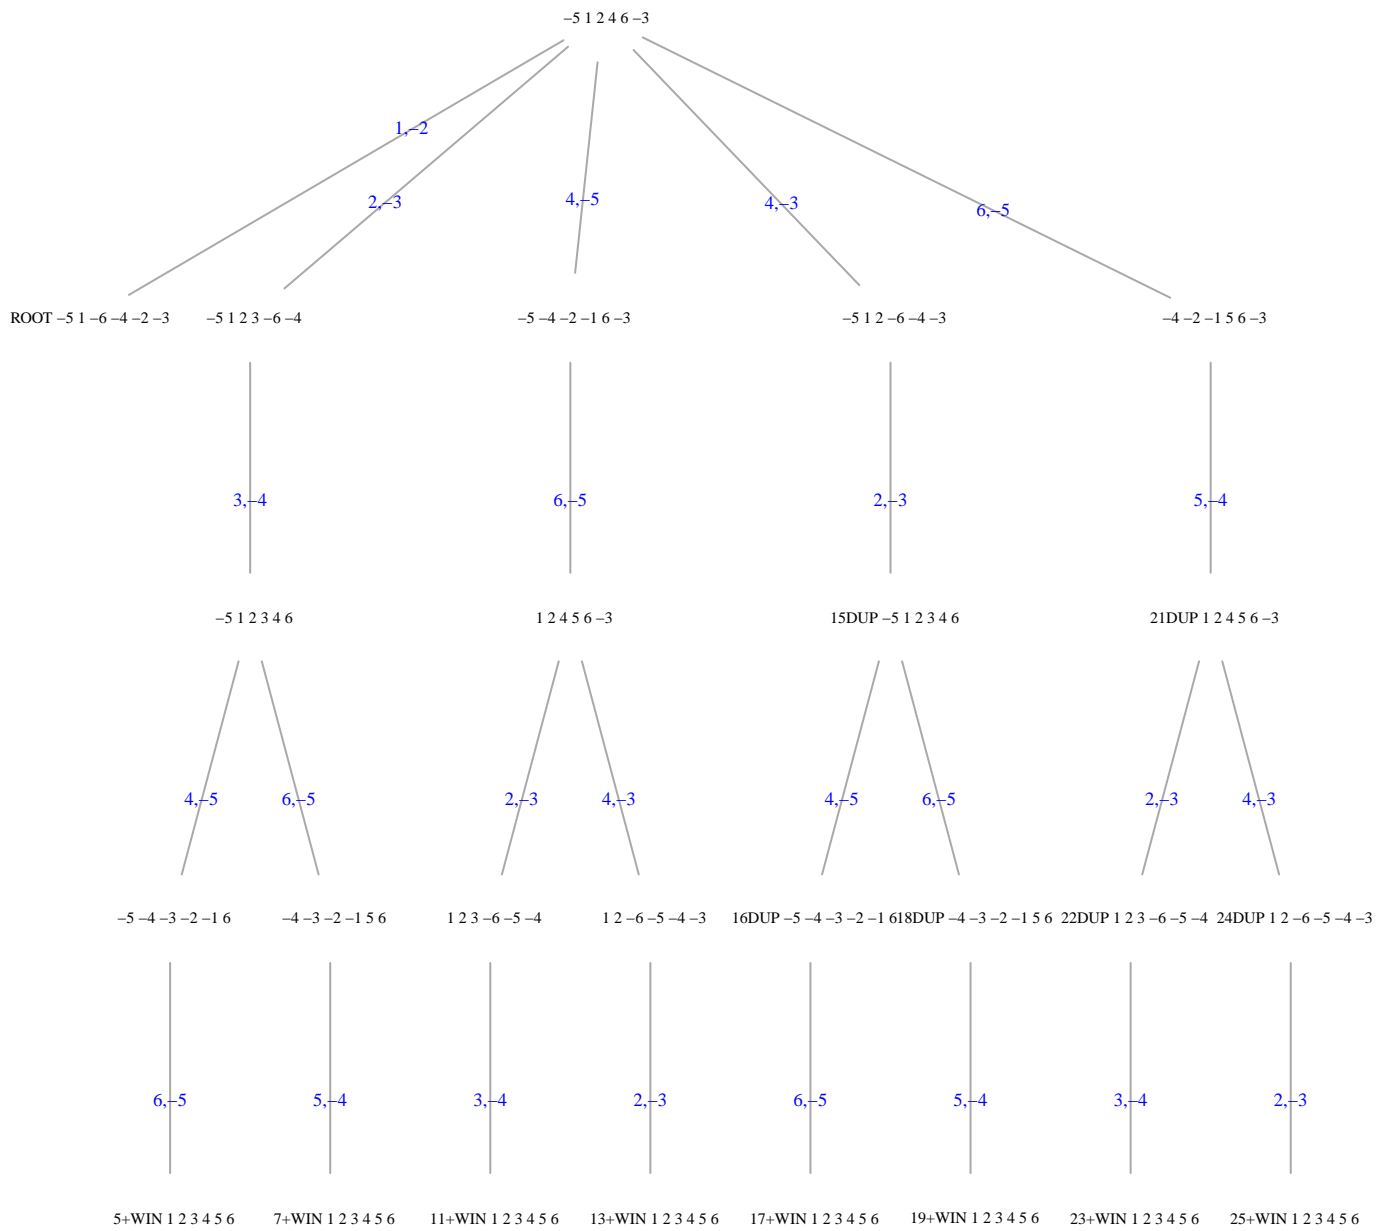 –5 1 2 4 6 –3
1,–2
2,–3
4,–5
4,–3
6,–5
ROOT –5 1 –6 –4 –2 –3
–5 1 2 3 –6 –4
–5 –4 –2 –1 6 –3
–5 1 2 –6 –4 –3
–4 –2 –1 5 6 –3
3,–4
6,–5
2,–3
5,–4
–5 1 2 3 4 6
1 2 4 5 6 –3
15DUP –5 1 2 3 4 6
21DUP 1 2 4 5 6 –3
4,–5
6,–5
2,–3
4,–3
4,–5
6,–5
2,–3
4,–3
–5 –4 –3 –2 –1 6
–4 –3 –2 –1 5 6
1 2 3 –6 –5 –4
1 2 –6 –5 –4 –3
16DUP –5 –4 –3 –2 –1 6
18DUP –4 –3 –2 –1 5 6
22DUP 1 2 3 –6 –5 –4
24DUP 1 2 –6 –5 –4 –3
6,–5
5,–4
3,–4
2,–3
6,–5
5,–4
3,–4
2,–3
5+WIN 1 2 3 4 5 6
7+WIN 1 2 3 4 5 6
11+WIN 1 2 3 4 5 6
13+WIN 1 2 3 4 5 6
17+WIN 1 2 3 4 5 6
19+WIN 1 2 3 4 5 6
23+WIN 1 2 3 4 5 6
25+WIN 1 2 3 4 5 6